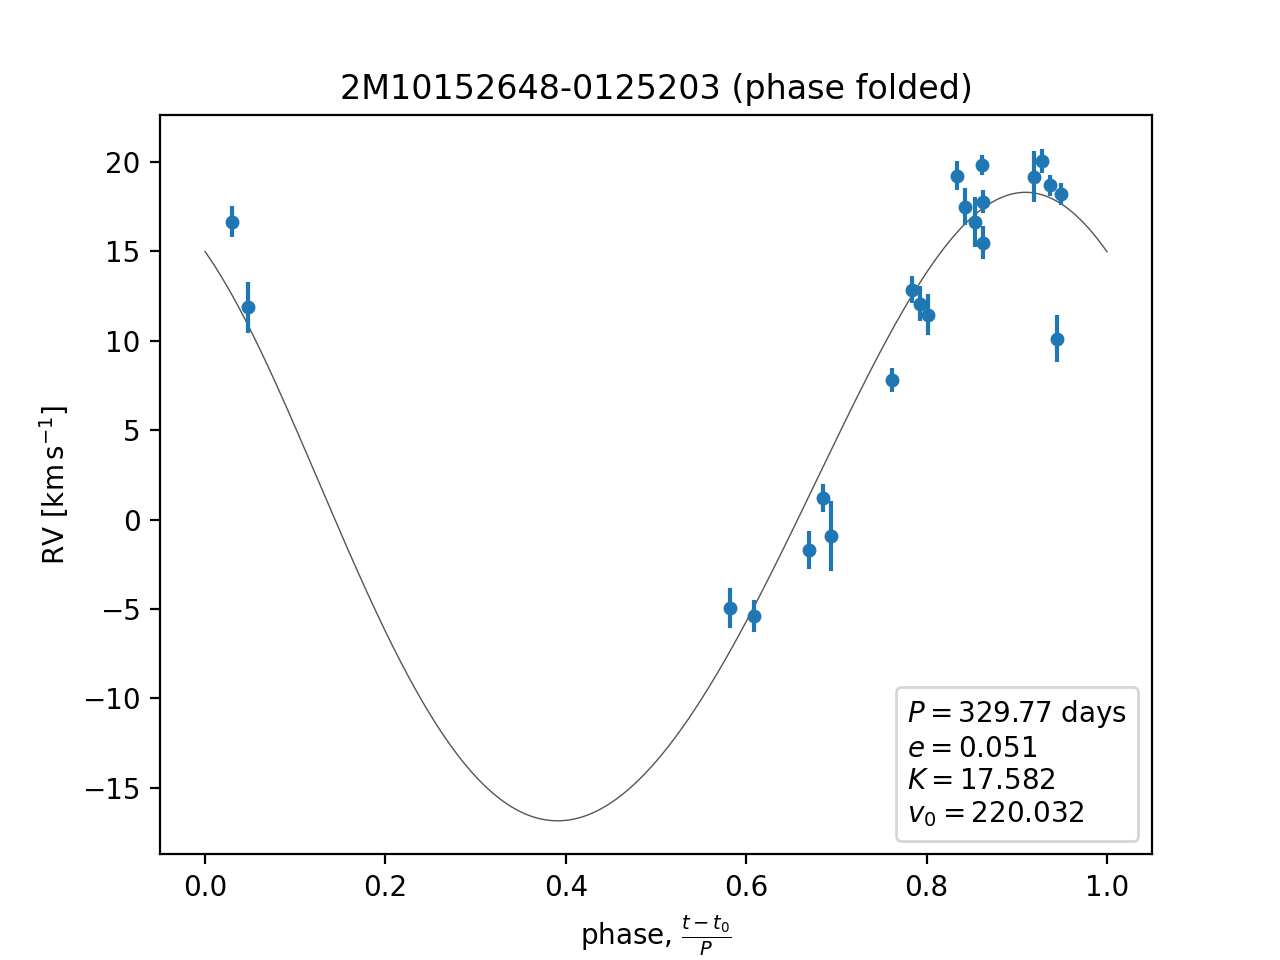 2M10152648-0125203 (phase folded)
RV [km s⁻¹]
20
15
10
5
0
−5
−10
−15
P = 329.77 days
e = 0.051
K = 17.582
v₀ = 220.032
0.0 0.2 0.4 0.6 0.8 1.0
phase, (t − t₀)/P